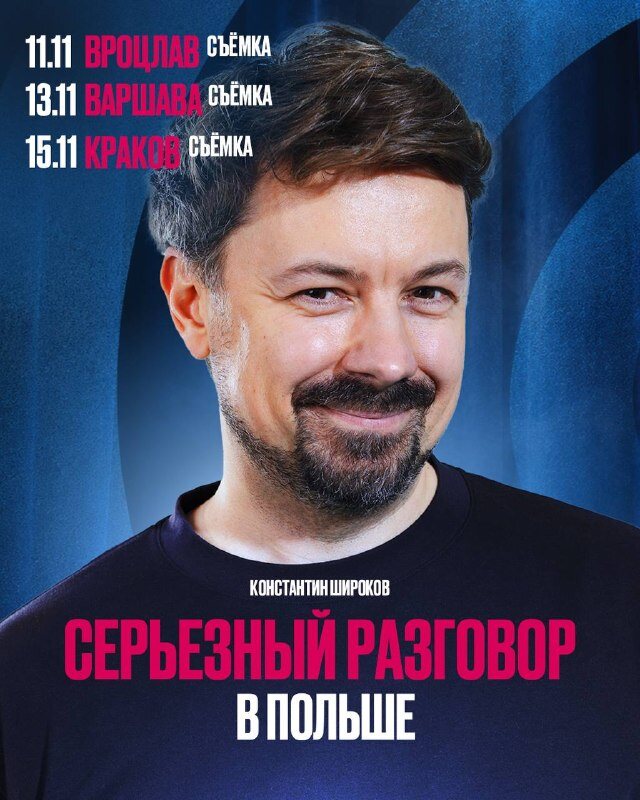 11.11 ВРОЦЛАВ СЪЁМКА
13.11 ВАРШАВА СЪЁМКА
15.11 КРАКОВ СЪЁМКА
КОНСТАНТИН ШИРОКОВ
СЕРЬЕЗНЫЙ РАЗГОВОР
В ПОЛЬШЕ